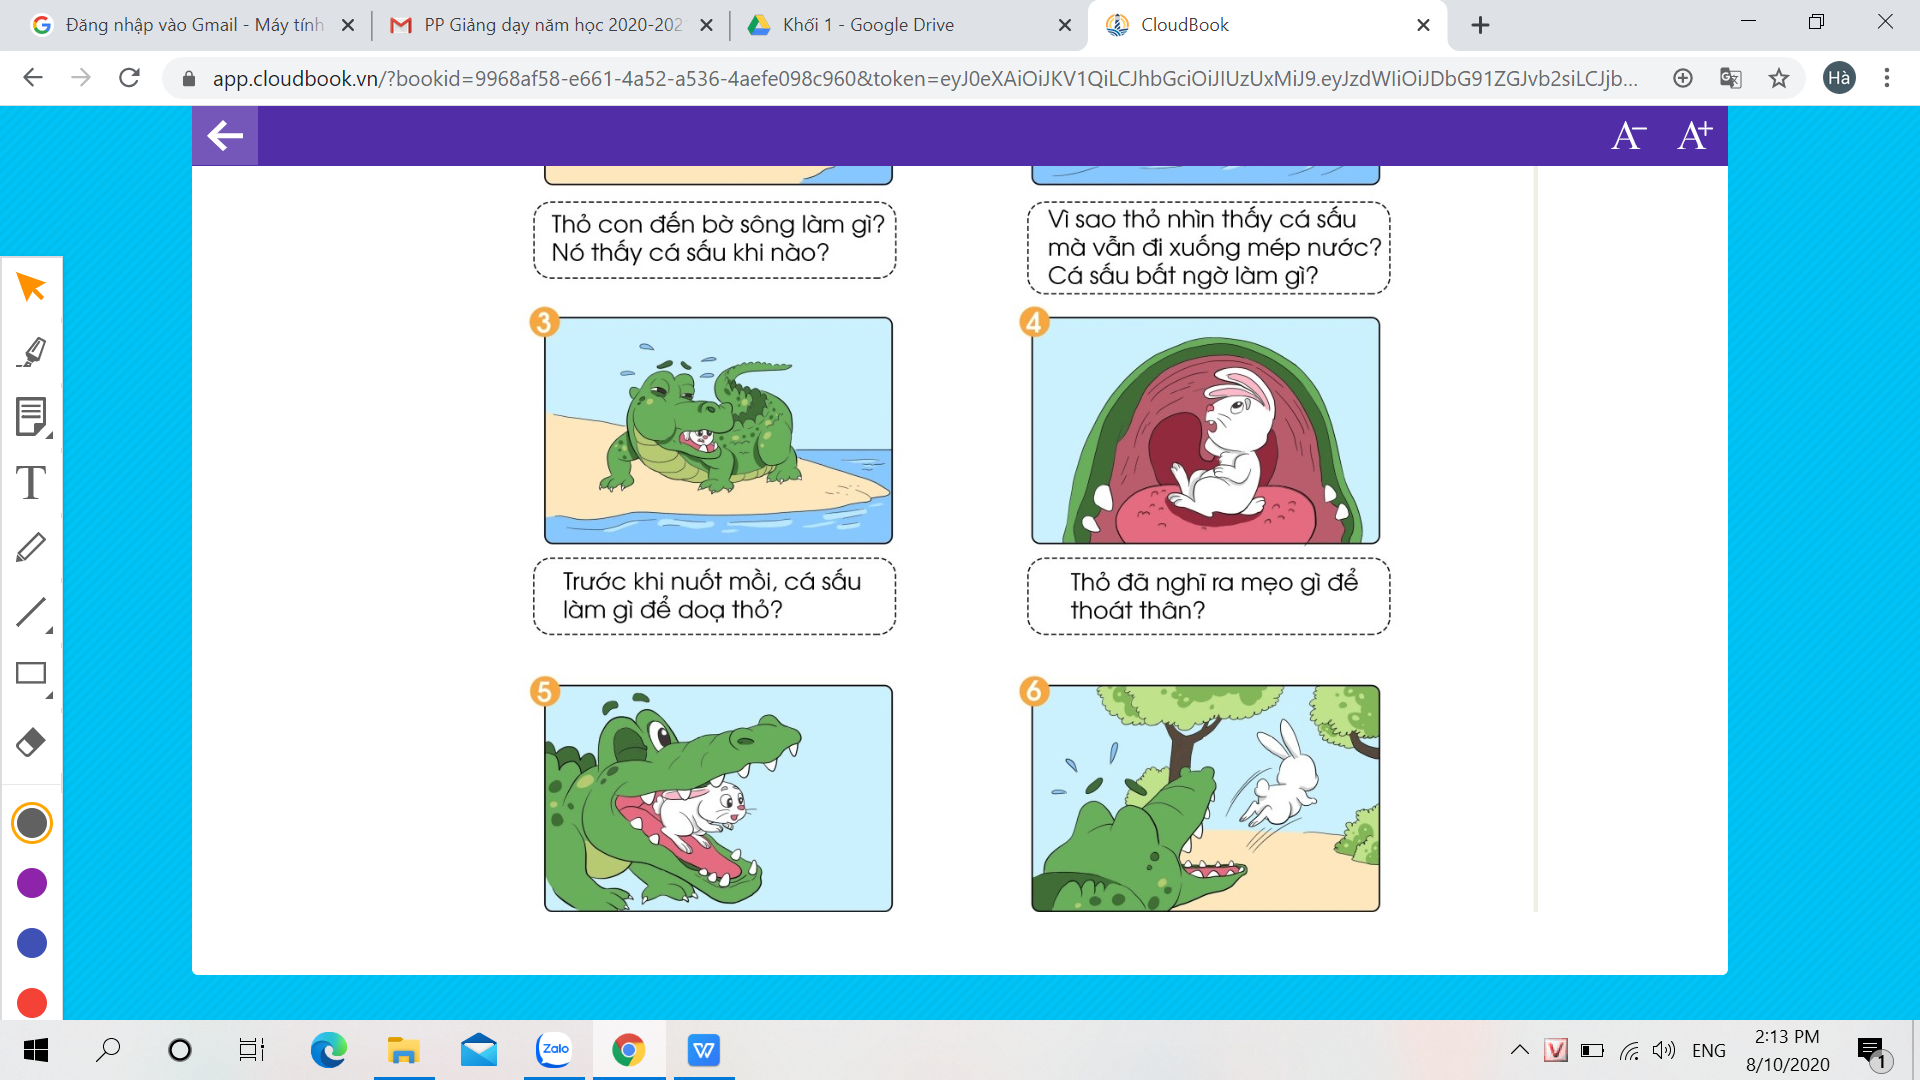 Đăng nhập vào Gmail - Máy tính
PP Giảng dạy năm học 2020-202
Khối 1 - Google Drive
CloudBook
app.cloudbook.vn/?bookid=9968af58-e661-4a52-a536-4aefe098c960&token=eyJ0eXAiOiJKV1QiLCJhbGciOiJIUzUxMiJ9.eyJzdWIiOiJDbG91ZGJvb2siLCJjb...
Hà
A−
A+
Thỏ con đến bờ sông làm gì?
Nó thấy cá sấu khi nào?
Vì sao thỏ nhìn thấy cá sấu
mà vẫn đi xuống mép nước?
Cá sấu bất ngờ làm gì?
3
4
Trước khi nuốt mồi, cá sấu
làm gì để doạ thỏ?
Thỏ đã nghĩ ra mẹo gì để
thoát thân?
5
6
T
Zalo
W
V
ENG
2:13 PM
8/10/2020
1